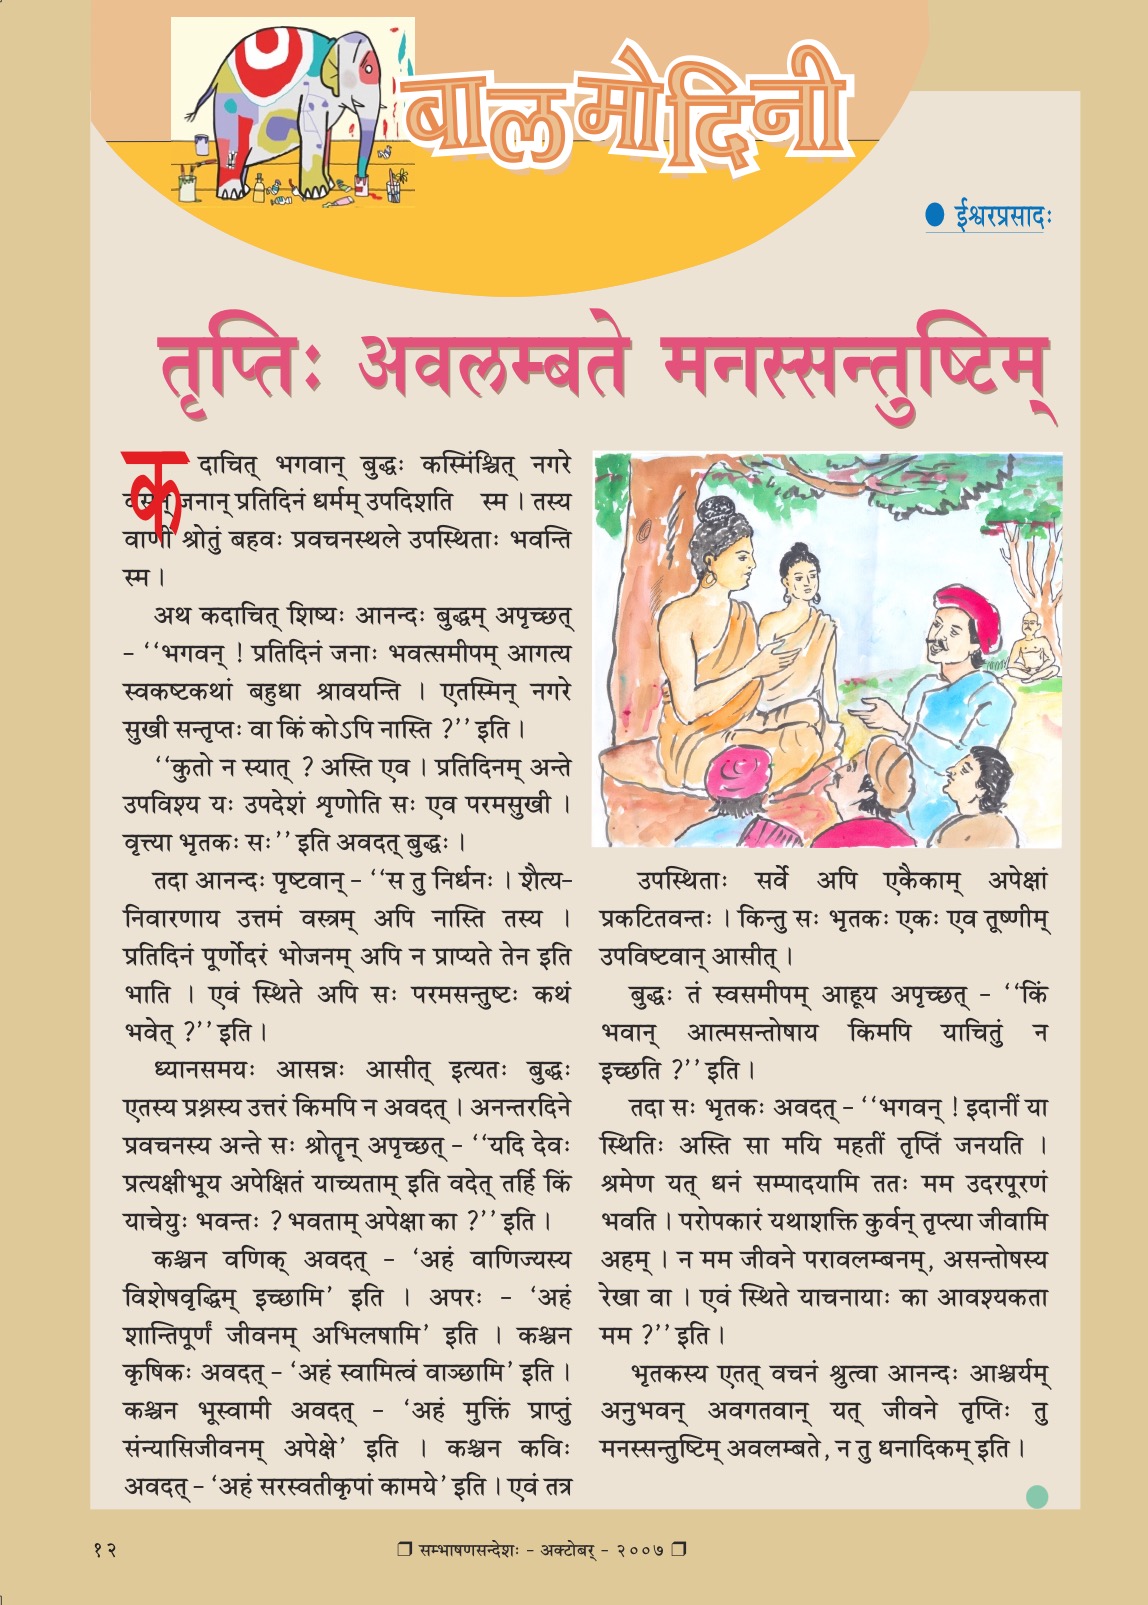 बालमोदिनी
ईश्वरप्रसादः
तृप्तिः अवलम्बते मनस्सन्तुष्टिम्
कदाचित् भगवान् बुद्धः कस्मिंश्चित् नगरे
वसन् जनान् प्रतिदिनं धर्मम् उपदिशति स्म । तस्य
वाणीं श्रोतुं बहवः प्रवचनस्थले उपस्थिताः भवन्ति
स्म ।
अथ कदाचित् शिष्यः आनन्दः बुद्धम् अपृच्छत्
– ‘‘भगवन् ! प्रतिदिनं जनाः भवत्समीपम् आगत्य
स्वकष्टकथां बहुधा श्रावयन्ति । एतस्मिन् नगरे
सुखी सन्तृप्तः वा किं कोऽपि नास्ति ?’’ इति ।
‘‘कुतो न स्यात् ? अस्ति एव । प्रतिदिनम् अन्ते
उपविश्य यः उपदेशं शृणोति सः एव परमसुखी ।
वृत्त्या भृतकः सः’’ इति अवदत् बुद्धः ।
तदा आनन्दः पृष्टवान् – ‘‘स तु निर्धनः । शैत्य–
निवारणाय उत्तमं वस्त्रम् अपि नास्ति तस्य ।
प्रतिदिनं पूर्णोदरं भोजनम् अपि न प्राप्यते तेन इति
भाति । एवं स्थिते अपि सः परमसन्तुष्टः कथं
भवेत् ?’’ इति ।
ध्यानसमयः आसन्नः आसीत् इत्यतः बुद्धः
एतस्य प्रश्नस्य उत्तरं किमपि न अवदत् । अनन्तरदिने
प्रवचनस्य अन्ते सः श्रोतॄन् अपृच्छत् – ‘‘यदि देवः
प्रत्यक्षीभूय अपेक्षितं याच्यताम् इति वदेत् तर्हि किं
याचेयुः भवन्तः ? भवताम् अपेक्षा का ?’’ इति ।
कश्चन वणिक् अवदत् – ‘अहं वाणिज्यस्य
विशेषवृद्धिम् इच्छामि’ इति । अपरः – ‘अहं
शान्तिपूर्णं जीवनम् अभिलषामि’ इति । कश्चन
कृषिकः अवदत् – ‘अहं स्वामित्वं वाञ्छामि’ इति ।
कश्चन भूस्वामी अवदत् – ‘अहं मुक्तिं प्राप्तुं
संन्यासिजीवनम् अपेक्षे’ इति । कश्चन कविः
अवदत् – ‘अहं सरस्वतीकृपां कामये’ इति । एवं तत्र
उपस्थिताः सर्वे अपि एकैकाम् अपेक्षां
प्रकटितवन्तः । किन्तु सः भृतकः एकः एव तूष्णीम्
उपविष्टवान् आसीत् ।
बुद्धः तं स्वसमीपम् आहूय अपृच्छत् – ‘‘किं
भवान् आत्मसन्तोषाय किमपि याचितुं न
इच्छति ?’’ इति ।
तदा सः भृतकः अवदत् – ‘‘भगवन् ! इदानीं या
स्थितिः अस्ति सा मयि महतीं तृप्तिं जनयति ।
श्रमेण यत् धनं सम्पादयामि ततः मम उदरपूरणं
भवति । परोपकारं यथाशक्ति कुर्वन् तृप्त्या जीवामि
अहम् । न मम जीवने परावलम्बनम्, असन्तोषस्य
रेखा वा । एवं स्थिते याचनायाः का आवश्यकता
मम ?’’ इति ।
भृतकस्य एतत् वचनं श्रुत्वा आनन्दः आश्चर्यम्
अनुभवन् अवगतवान् यत् जीवने तृप्तिः तु
मनस्सन्तुष्टिम् अवलम्बते, न तु धनादिकम् इति ।
१२
सम्भाषणसन्देशः – अक्टोबर् – २००७